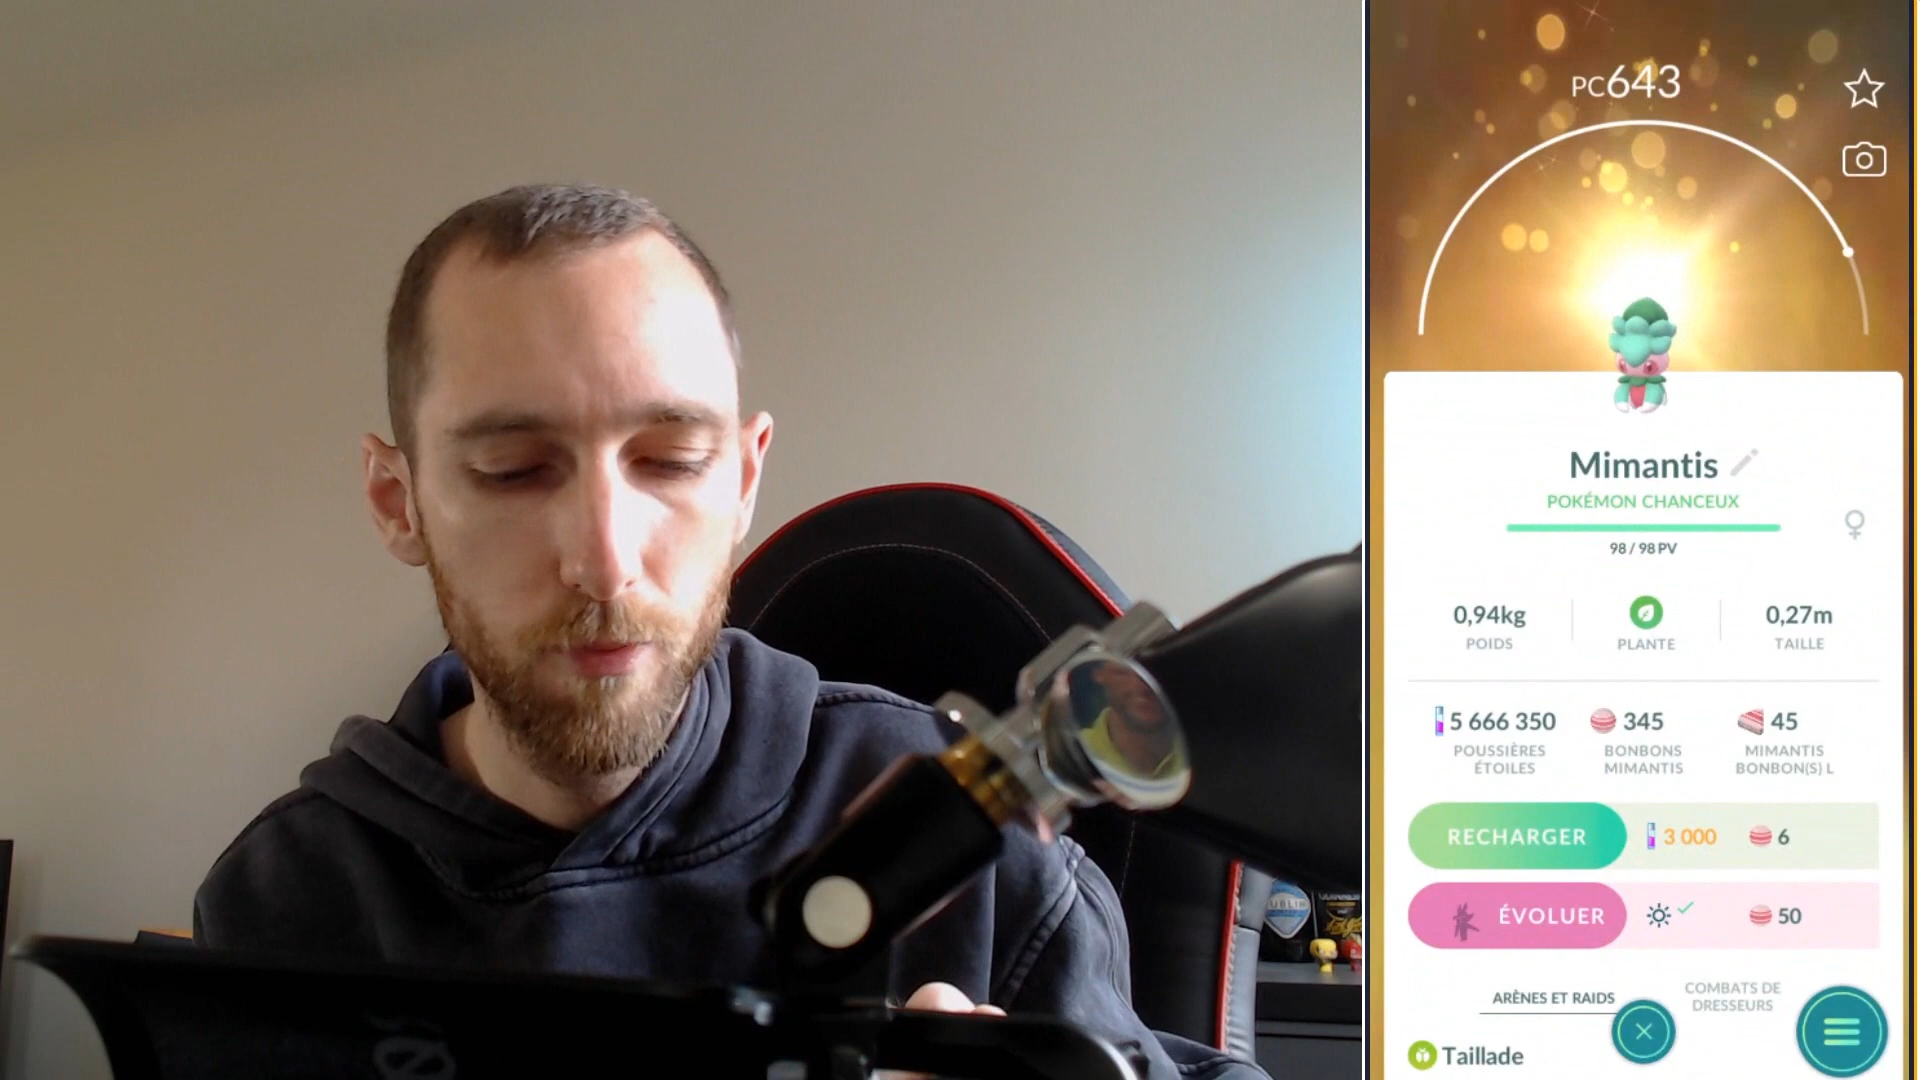 PC643
Mimantis
POKÉMON CHANCEUX
98 / 98 PV
0,94kg
POIDS
PLANTE
0,27m
TAILLE
5 666 350
POUSSIÈRES
ÉTOILES
345
BONBONS
MIMANTIS
45
MIMANTIS
BONBON(S) L
RECHARGER
3 000
6
ÉVOLUER
50
ARÈNES ET RAIDS
COMBATS DE
DRESSEURS
Taillade